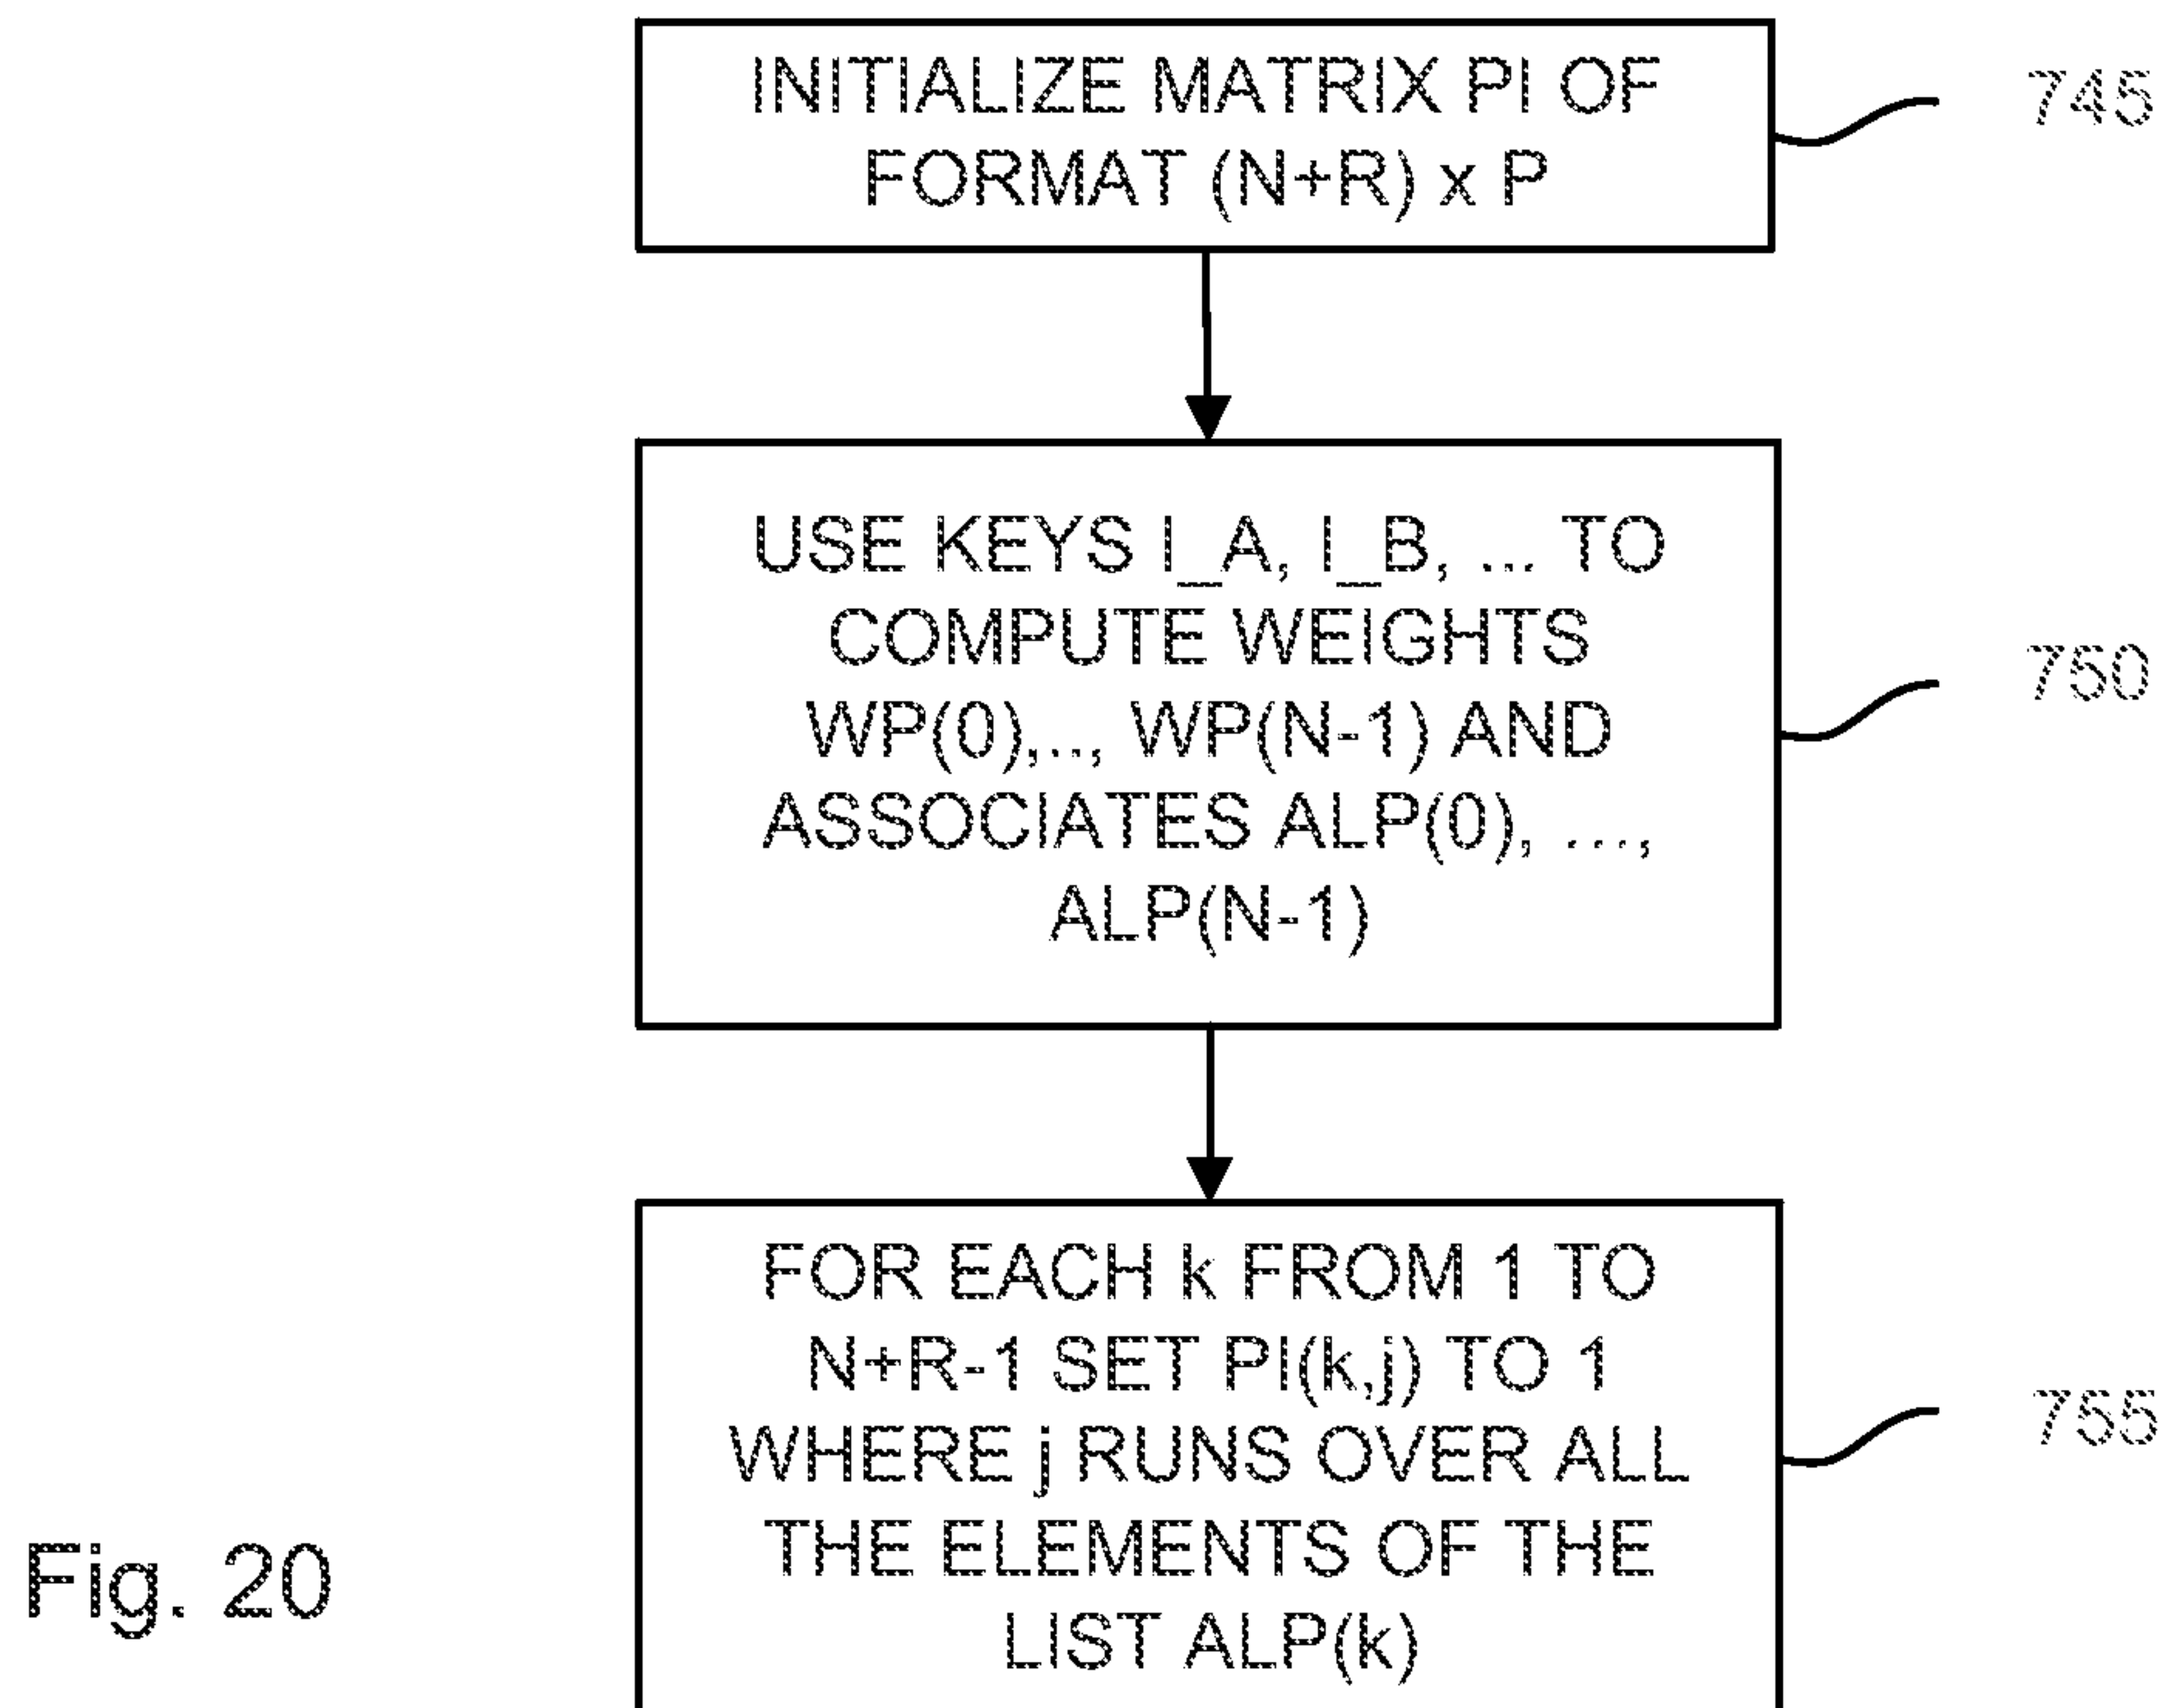 INITIALIZE MATRIX PI OF
FORMAT (N+R) x P
745
USE KEYS I_A, I_B, ... TO
COMPUTE WEIGHTS
WP(0),.., WP(N-1) AND
ASSOCIATES ALP(0), ...,
ALP(N-1)
750
FOR EACH k FROM 1 TO
N+R-1 SET PI(k,j) TO 1
WHERE j RUNS OVER ALL
THE ELEMENTS OF THE
LIST ALP(k)
755
Fig. 20